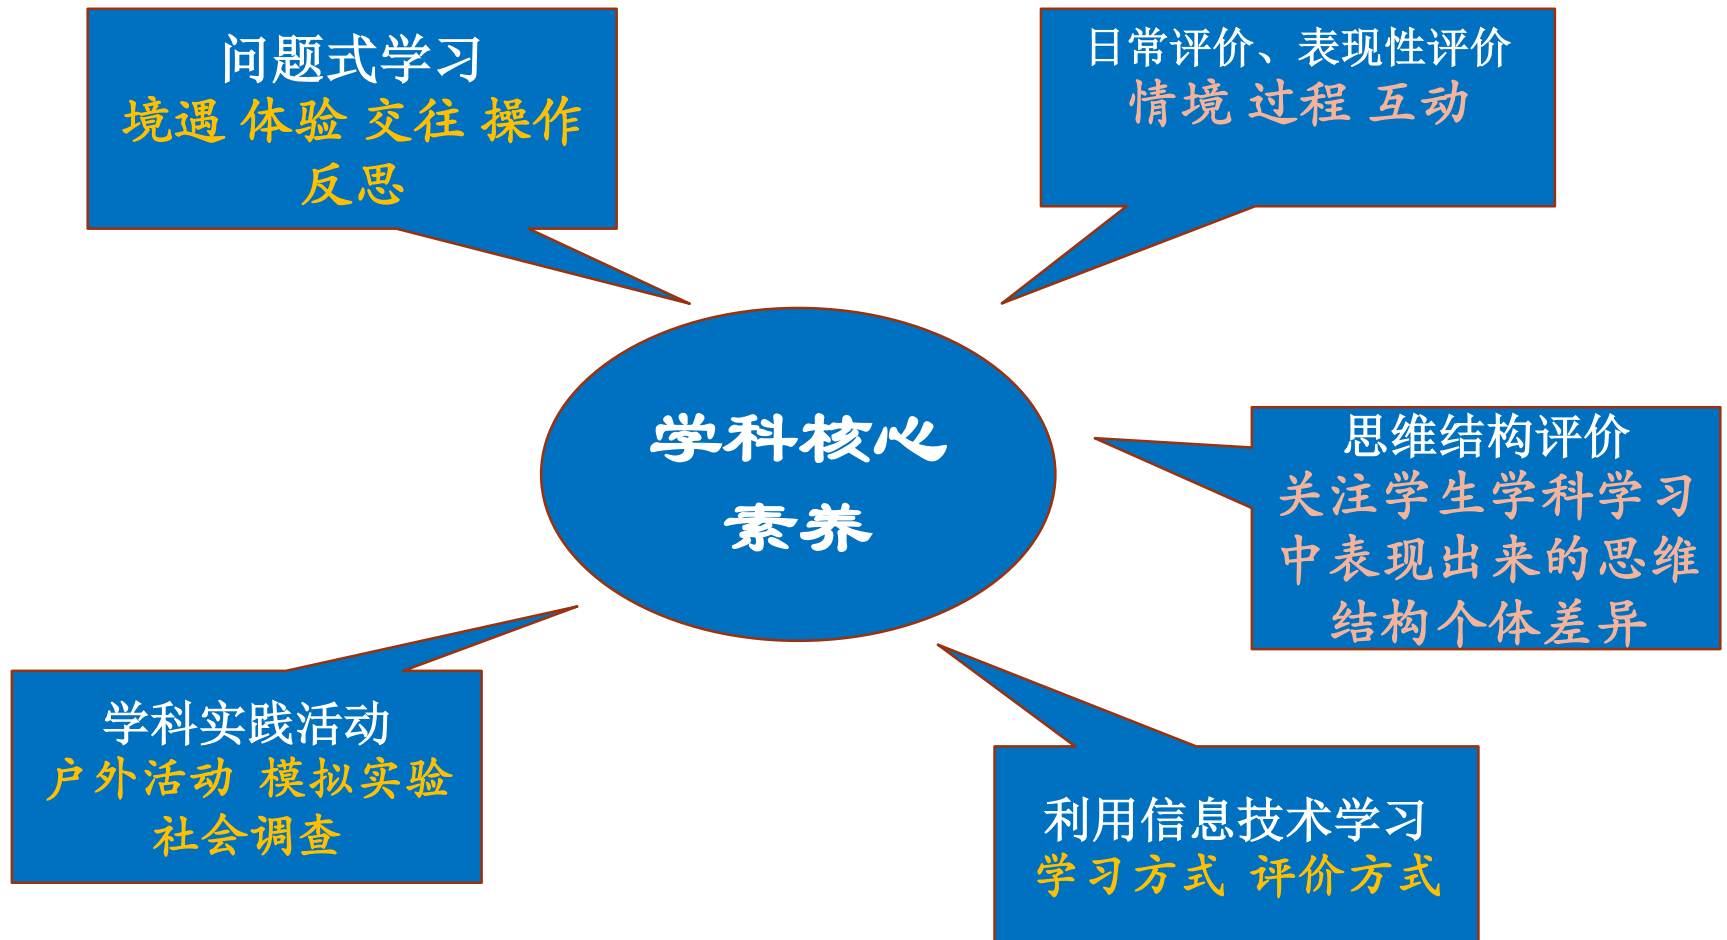 问题式学习
境遇 体验 交往 操作
反思
日常评价、表现性评价
情境 过程 互动
学科核心
素养
思维结构评价
关注学生学科学习
中表现出来的思维
结构个体差异
学科实践活动
户外活动 模拟实验
社会调查
利用信息技术学习
学习方式 评价方式